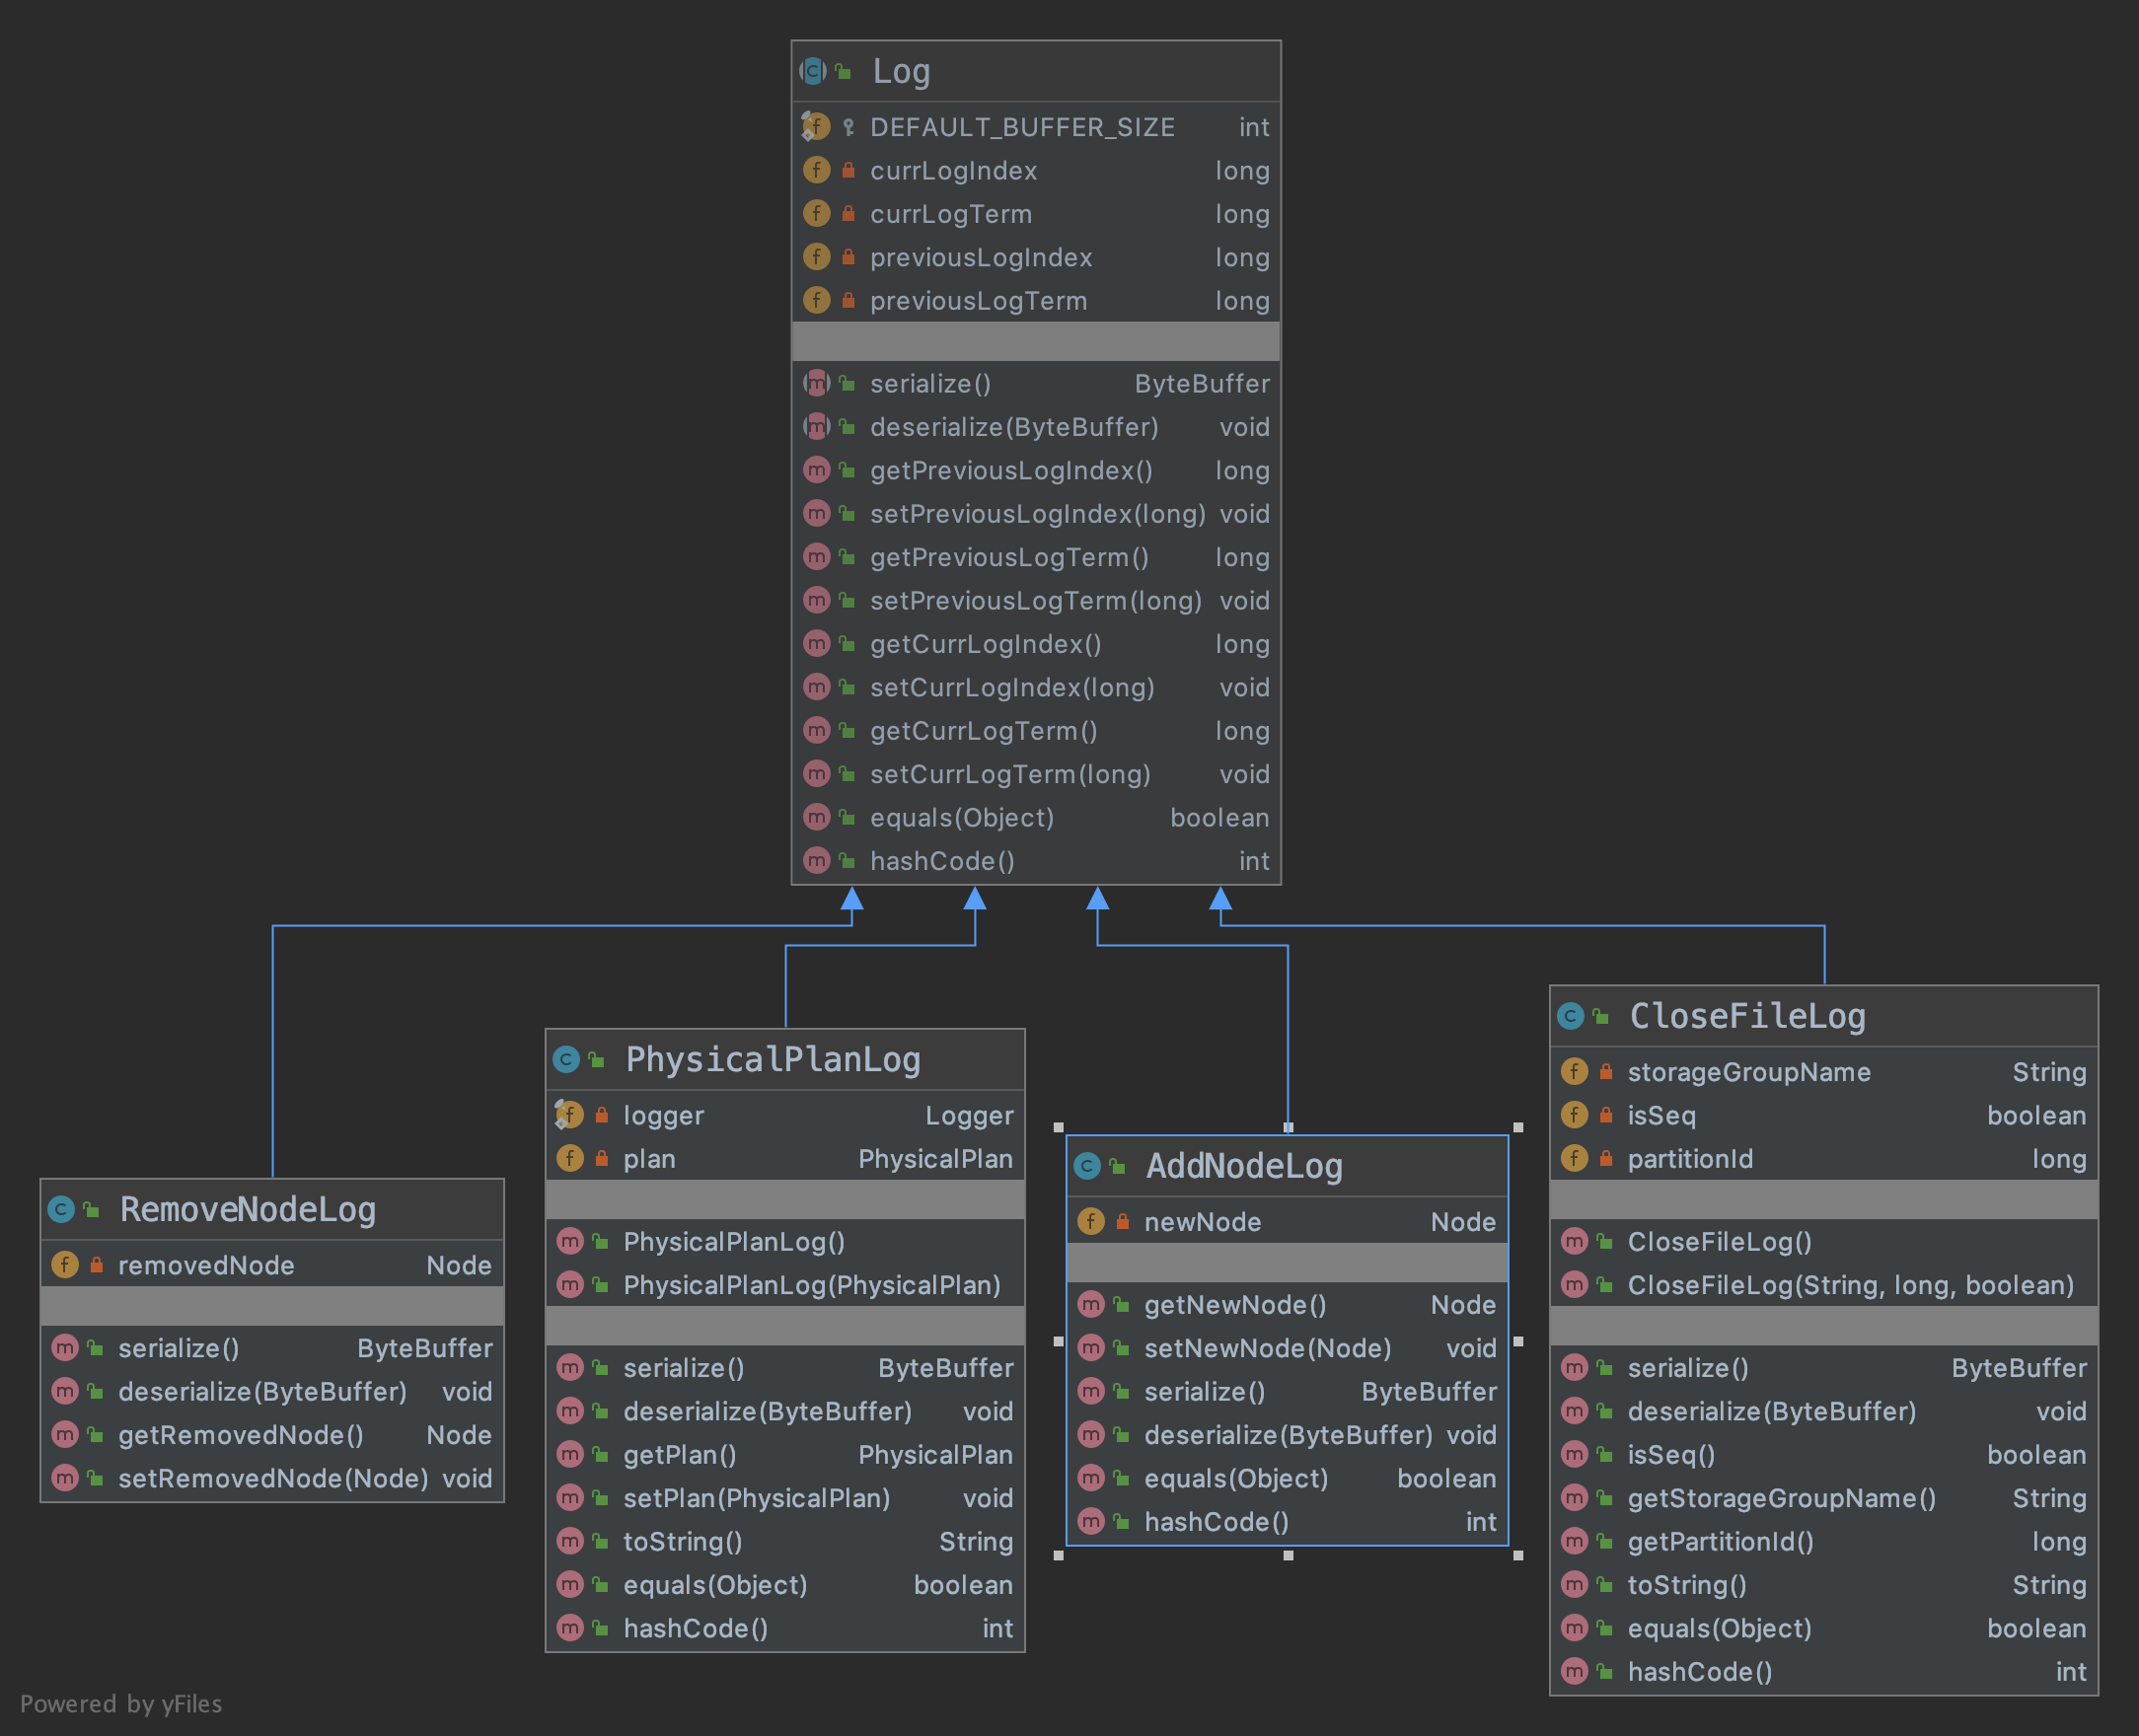 Log
DEFAULT_BUFFER_SIZE int
currLogIndex long
currLogTerm long
previousLogIndex long
previousLogTerm long
serialize() ByteBuffer
deserialize(ByteBuffer) void
getPreviousLogIndex() long
setPreviousLogIndex(long) void
getPreviousLogTerm() long
setPreviousLogTerm(long) void
getCurrLogIndex() long
setCurrLogIndex(long) void
getCurrLogTerm() long
setCurrLogTerm(long) void
equals(Object) boolean
hashCode() int
RemoveNodeLog
removedNode Node
serialize() ByteBuffer
deserialize(ByteBuffer) void
getRemovedNode() Node
setRemovedNode(Node) void
PhysicalPlanLog
logger Logger
plan PhysicalPlan
PhysicalPlanLog()
PhysicalPlanLog(PhysicalPlan)
serialize() ByteBuffer
deserialize(ByteBuffer) void
getPlan() PhysicalPlan
setPlan(PhysicalPlan) void
toString() String
equals(Object) boolean
hashCode() int
AddNodeLog
newNode Node
getNewNode() Node
setNewNode(Node) void
serialize() ByteBuffer
deserialize(ByteBuffer) void
equals(Object) boolean
hashCode() int
CloseFileLog
storageGroupName String
isSeq boolean
partitionId long
CloseFileLog()
CloseFileLog(String, long, boolean)
serialize() ByteBuffer
deserialize(ByteBuffer) void
isSeq() boolean
getStorageGroupName() String
getPartitionId() long
toString() String
equals(Object) boolean
hashCode() int
Powered by yFiles